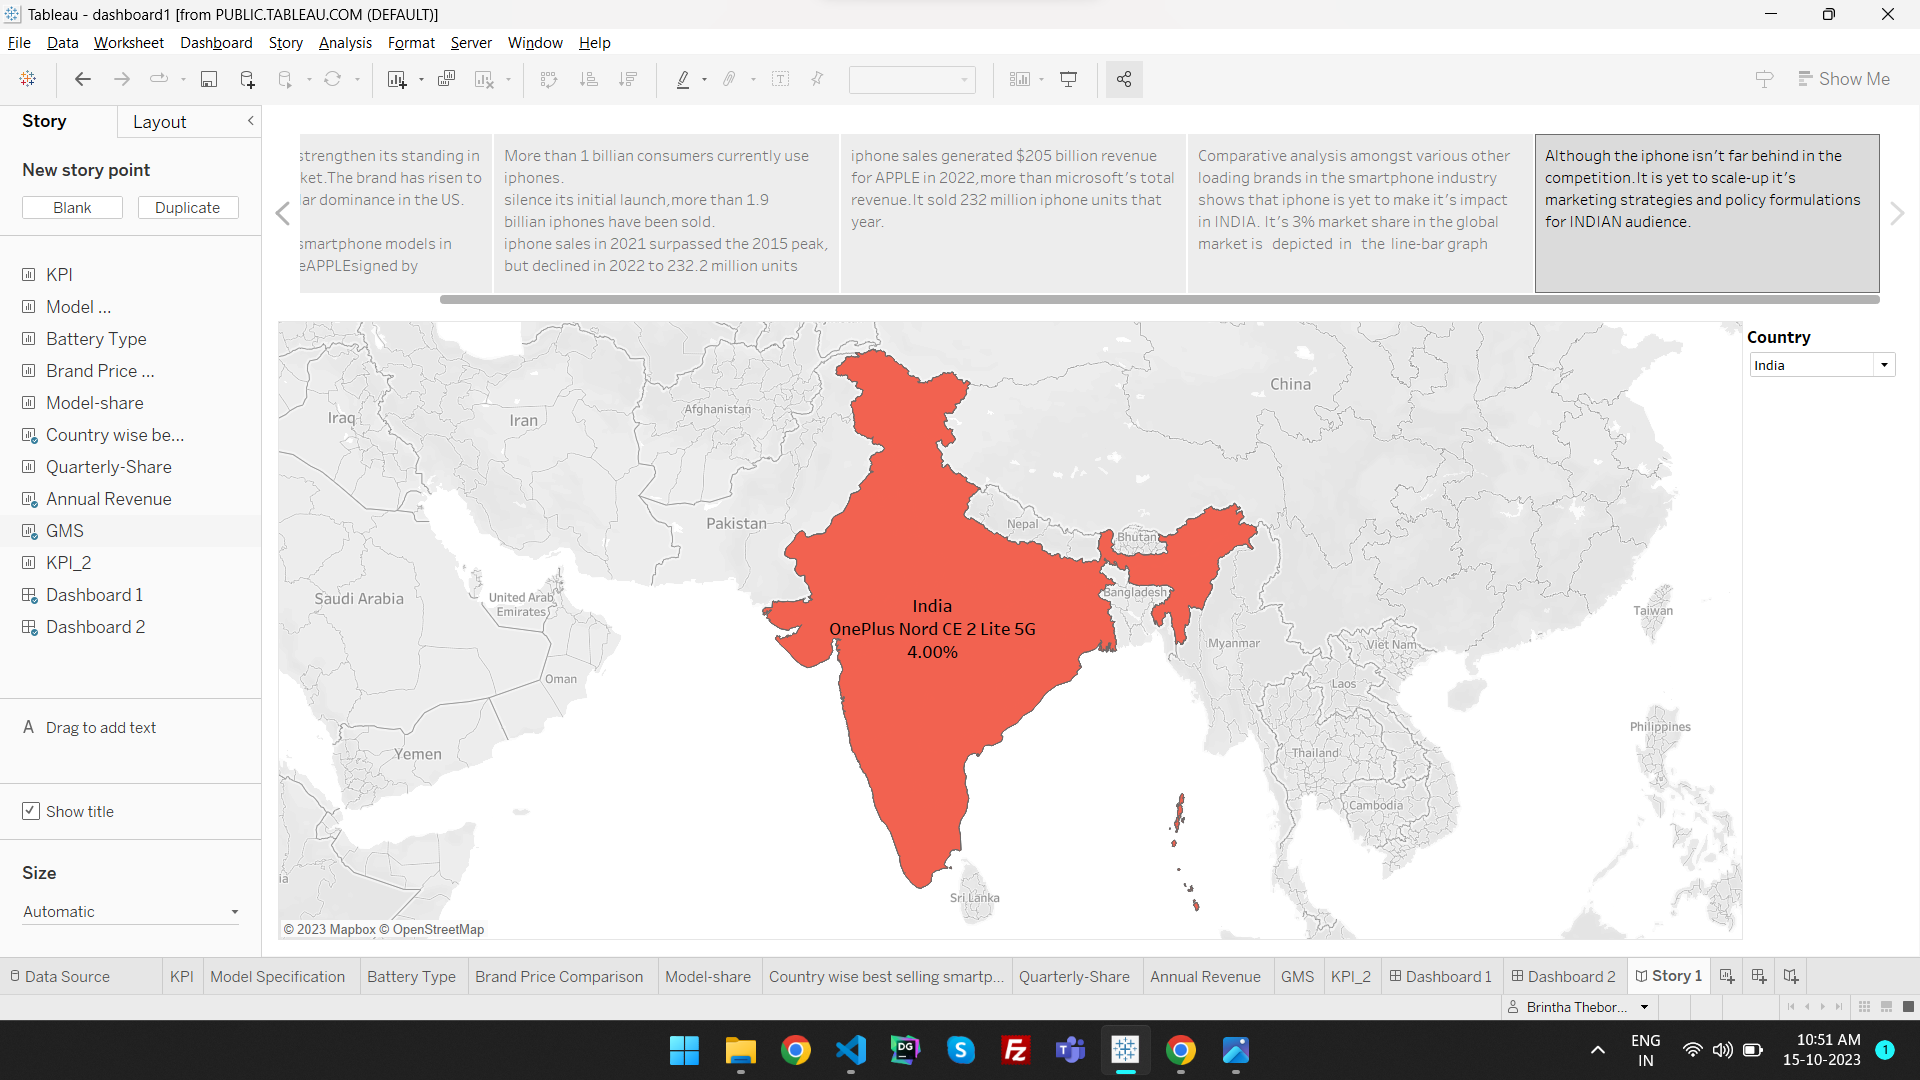 Tableau - dashboard1 [from PUBLIC.TABLEAU.COM (DEFAULT)]
File Data Worksheet Dashboard Story Analysis Format Server Window Help
Show Me
Story
Layout
New story point
Blank
Duplicate
KPI
Model ...
Battery Type
Brand Price ...
Model-share
Country wise be...
Quarterly-Share
Annual Revenue
GMS
KPI_2
Dashboard 1
Dashboard 2
A Drag to add text
Show title
Size
Automatic
strengthen its standing in
ket.The brand has risen to
lar dominance in the US.
smartphone models in
eAPPLEsigned by
More than 1 billion consumers currently use
iphones.
silence its initial launch,more than 1.9
billion iphones have been sold.
iphone sales in 2021 surpassed the 2015 peak,
but declined in 2022 to 232.2 million units
iphone sales generated $205 billion revenue
for APPLE in 2022,more than microsoft's total
revenue.It sold 232 million iphone units that
year.
Comparative analysis amongst various other
loading brands in the smartphone industry
shows that iphone is yet to make it's impact
in INDIA. It's 3% market share in the global
market is depicted in the line-bar graph
Although the iphone isn't far behind in the
competition.It is yet to scale-up it's
marketing strategies and policy formulations
for INDIAN audience.
Country
India
China
Iraq
Iran
Afghanistan
Pakistan
Nepal
Bhutan
Bangladesh
Saudi Arabia
United Arab
Emirates
Oman
Yemen
India
OnePlus Nord CE 2 Lite 5G
4.00%
Myanmar
Viet Nam
Laos
Taiwan
Thailand
Cambodia
Philippines
Sri Lanka
ia
© 2023 Mapbox © OpenStreetMap
Data Source KPI Model Specification Battery Type Brand Price Comparison Model-share Country wise best selling smartp... Quarterly-Share Annual Revenue GMS KPI_2 Dashboard 1 Dashboard 2 Story 1
Brintha Thebor...
DG
S
Fz
T
ENG
IN
10:51 AM
15-10-2023
1